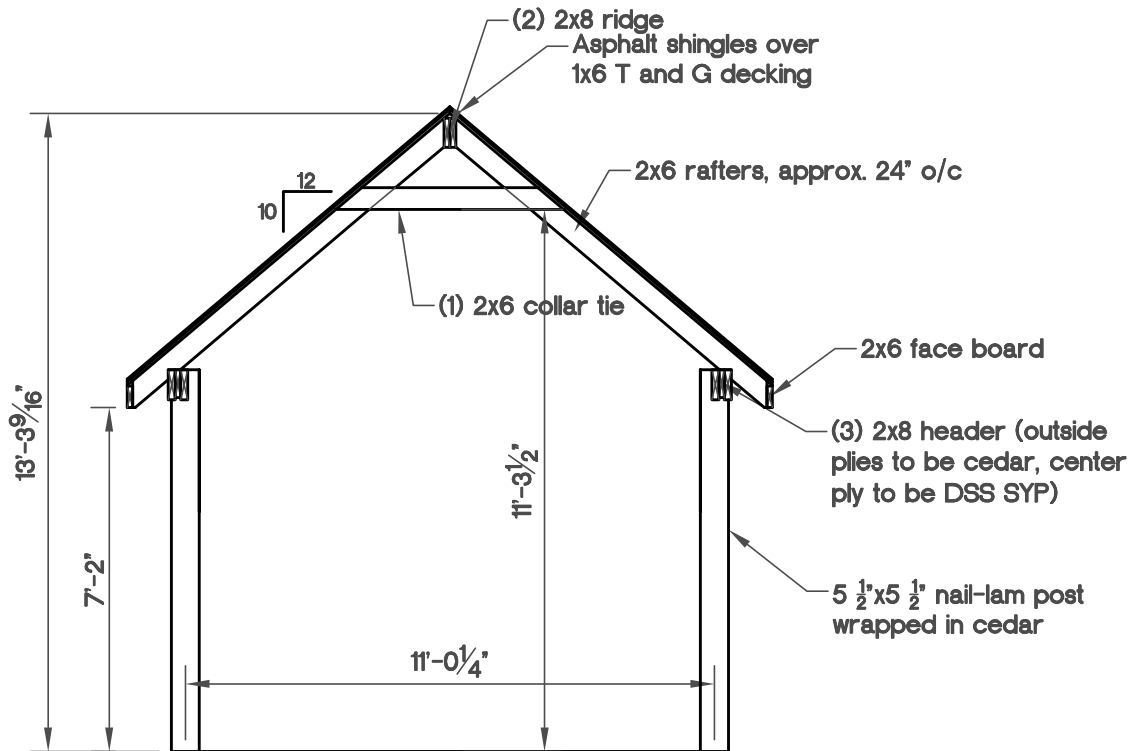 (2) 2x8 ridge
Asphalt shingles over
1x6 T and G decking
12
10
2x6 rafters, approx. 24" o/c
(1) 2x6 collar tie
2x6 face board
13'-3 9/16"
11'-3 1/2"
(3) 2x8 header (outside
plies to be cedar, center
ply to be DSS SYP)
7'-2"
5 1/2"x5 1/2" nail-lam post
wrapped in cedar
11'-0 1/4"